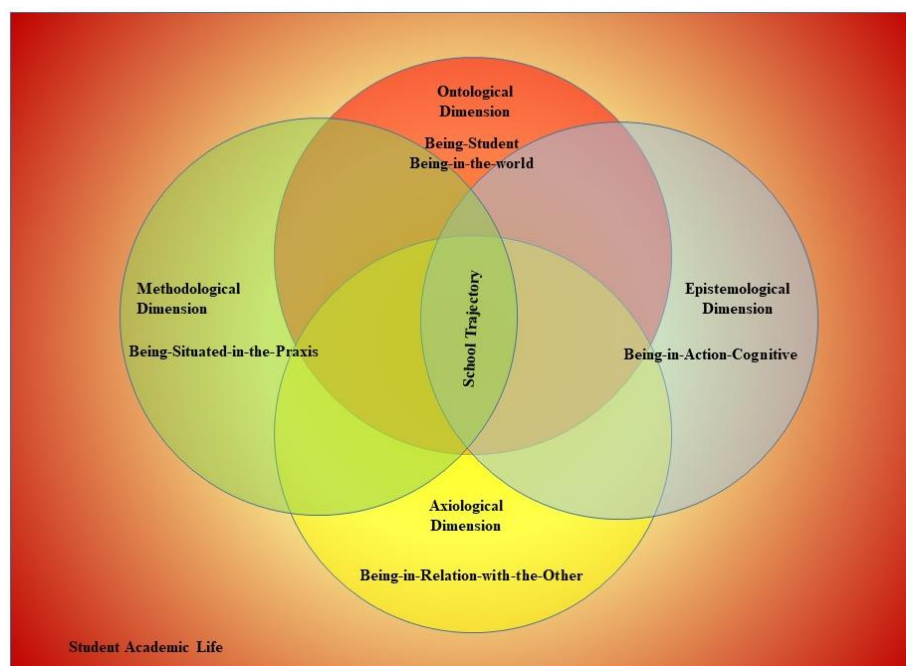 Ontological
Dimension
Being-Student
Being-in-the-world
Methodological
Dimension
Being-Situated-in-the-Praxis
School Trajectory
Epistemological
Dimension
Being-in-Action-Cognitive
Axiological
Dimension
Being-in-Relation-with-the-Other
Student Academic Life